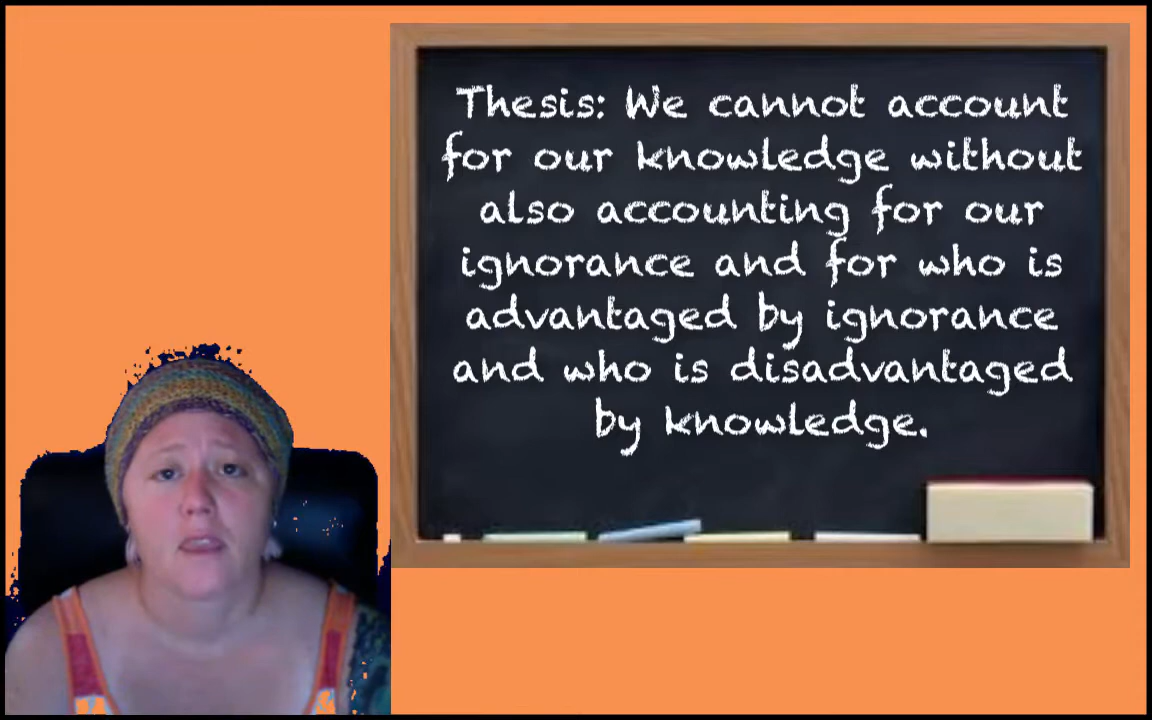 Thesis: We cannot account
for our knowledge without
also accounting for our
ignorance and for who is
advantaged by ignorance
and who is disadvantaged
by knowledge.